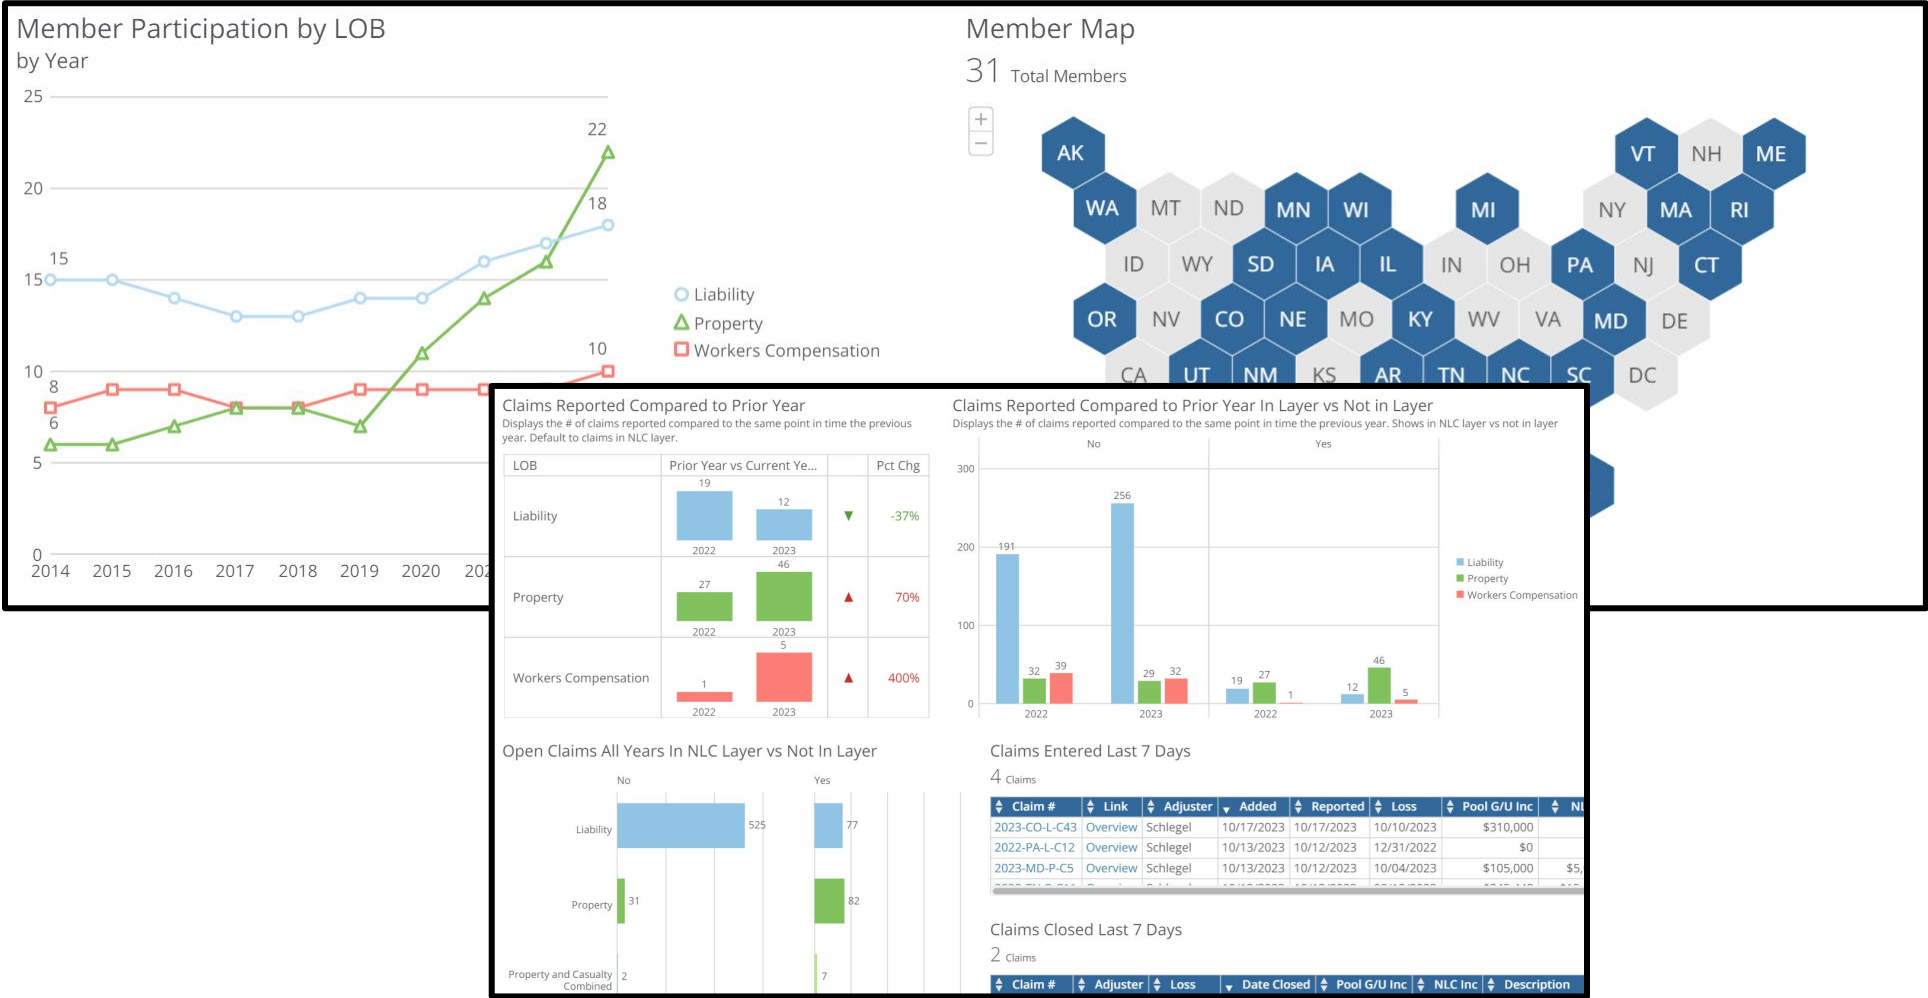 Member Participation by LOB
by Year
25
22
20
18
15
15
10
10
8
6
5
0
2014 2015 2016 2017 2018 2019 2020
Liability
Property
Workers Compensation
Member Map
31 Total Members
+
−
AK VT NH ME
WA MT ND MN WI MI NY MA RI
ID WY SD IA IL IN OH PA NJ CT
OR NV CO NE MO KY WV VA MD DE
CA UT NM KS AR TN NC SC DC
Claims Reported Compared to Prior Year
Displays the # of claims reported compared to the same point in time the previous
year. Default to claims in NLC layer.
LOB Prior Year vs Current Ye... Pct Chg
19 12
Liability -37%
2022 2023
27 46
Property 70%
2022 2023
1 5
Workers Compensation 400%
2022 2023
Claims Reported Compared to Prior Year In Layer vs Not in Layer
Displays the # of claims reported compared to the same point in time the previous year. Shows in NLC layer vs not in layer
No Yes
300
200
100
0
191 32 39 256 29 32 19 27 1 12 46 5
2022 2023 2022 2023
Liability
Property
Workers Compensation
Open Claims All Years In NLC Layer vs Not In Layer
No Yes
Liability 525 77
Property 31 82
Property and Casualty 2 7
Combined
Claims Entered Last 7 Days
4 Claims
Claim # Link Adjuster Added Reported Loss Pool G/U Inc
2023-CO-L-C43 Overview Schlegel 10/17/2023 10/17/2023 10/10/2023 $310,000
2022-PA-L-C12 Overview Schlegel 10/13/2023 10/12/2023 12/31/2022 $0
2023-MD-P-C5 Overview Schlegel 10/13/2023 10/12/2023 10/04/2023 $105,000
Claims Closed Last 7 Days
2 Claims
Claim # Adjuster Loss Date Closed Pool G/U Inc NLC Inc Description